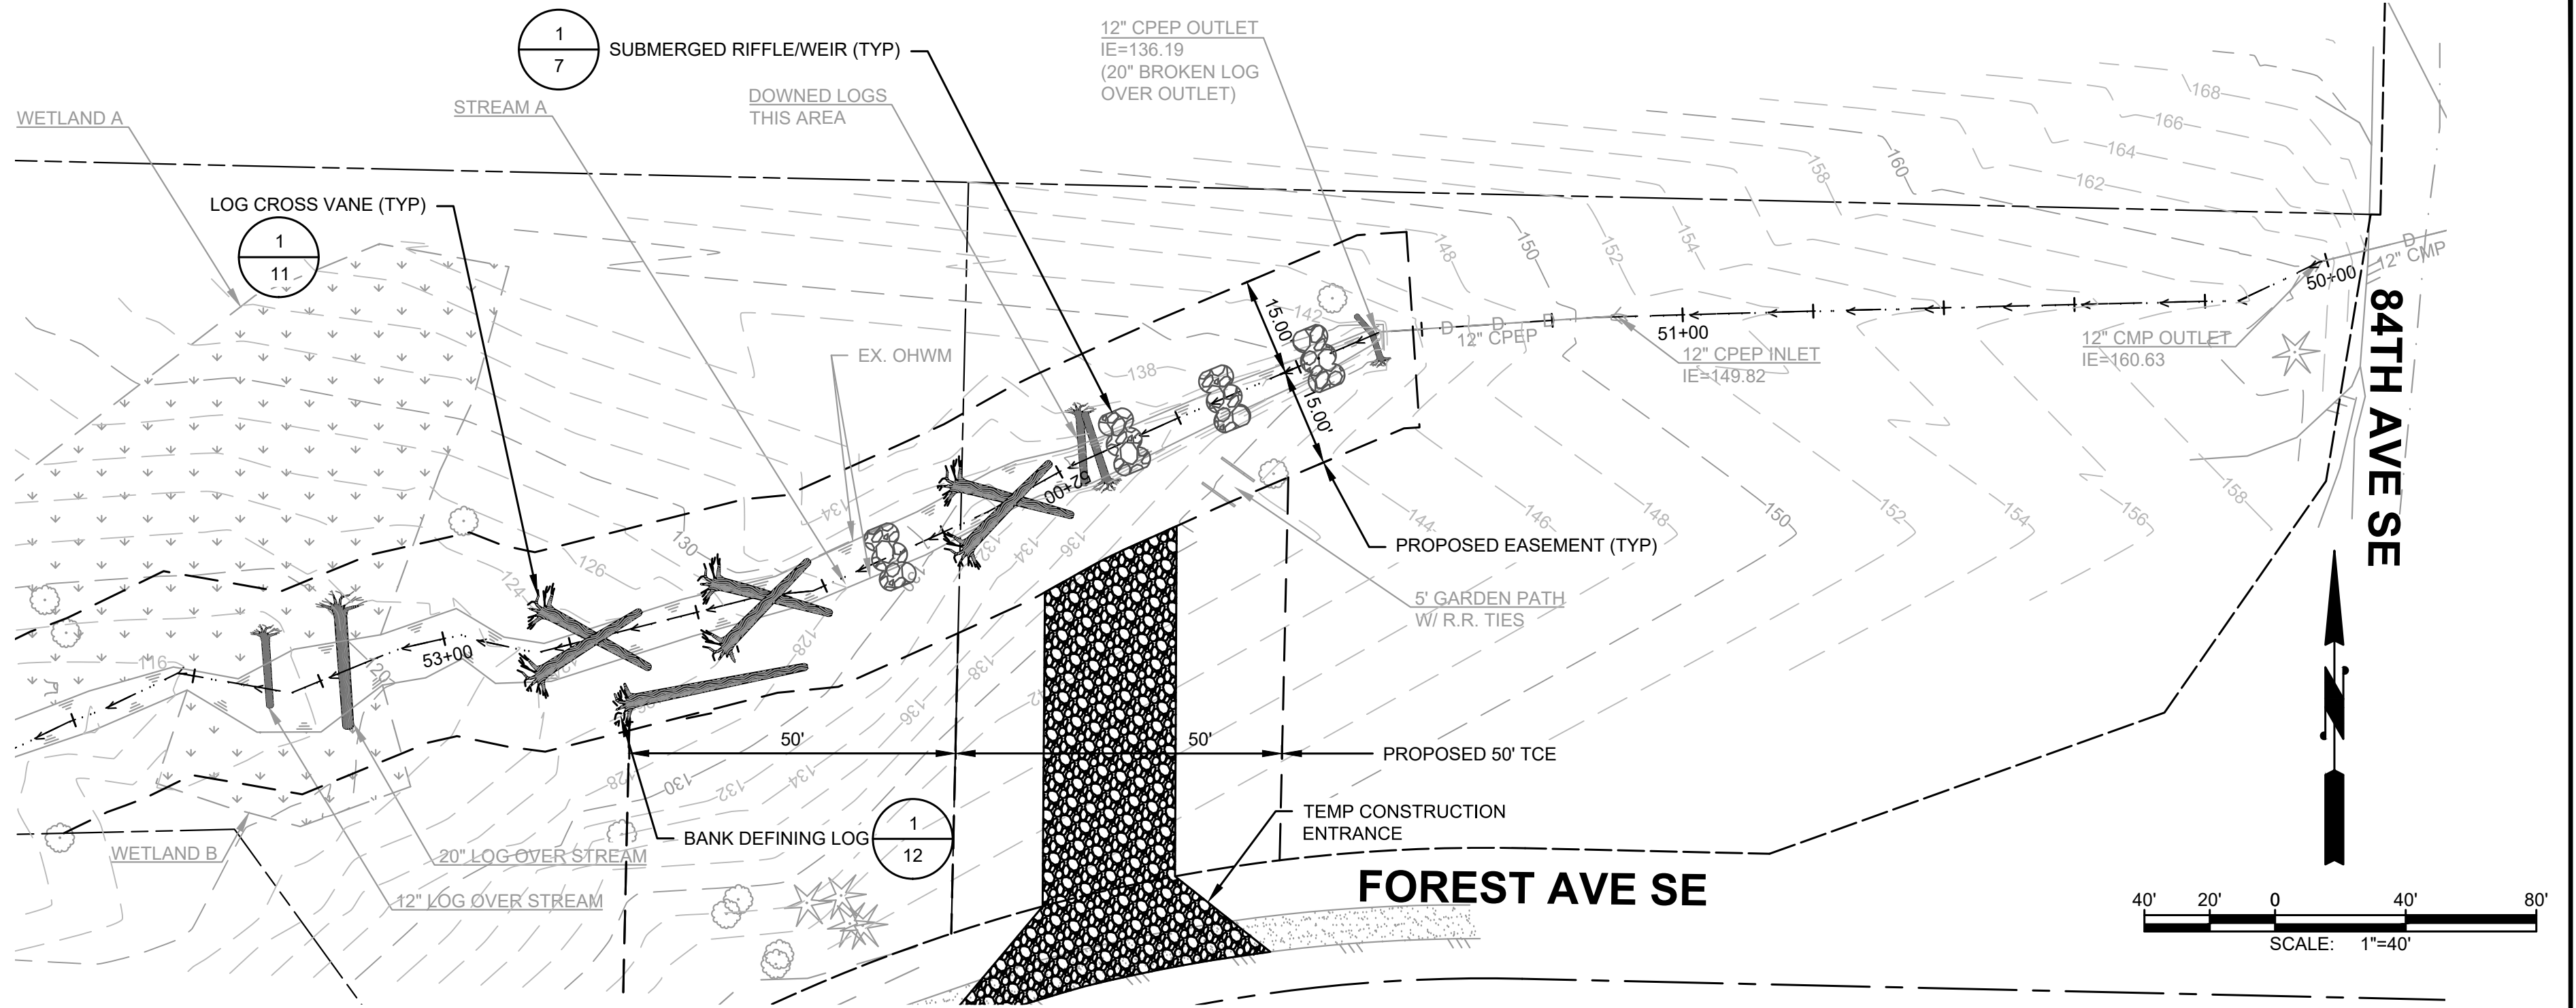 1
7
SUBMERGED RIFFLE/WEIR (TYP)
12" CPEP OUTLET
IE=136.19
(20" BROKEN LOG
OVER OUTLET)
WETLAND A
STREAM A
DOWNED LOGS
THIS AREA
LOG CROSS VANE (TYP)
1
11
168
166
164
162
160
158
154
152
150
148
142
138
15.00'
15.00'
EX. OHWM
D
12" CMP
50+00
84TH AVE SE
12" CMP OUTLET
IE=160.63
51+00
D
D
12" CPEP
12" CPEP INLET
IE=149.82
52+00
134
132
134
136
144
146
148
150
152
154
156
158
PROPOSED EASEMENT (TYP)
5' GARDEN PATH
W/ R.R. TIES
130
126
124
128
116
53+00
138
136
134
132
130
128
50'
50'
PROPOSED 50' TCE
TEMP CONSTRUCTION
ENTRANCE
BANK DEFINING LOG
1
12
WETLAND B
20" LOG OVER STREAM
12" LOG OVER STREAM
FOREST AVE SE
N
40' 20' 0 40' 80'
SCALE: 1"=40'